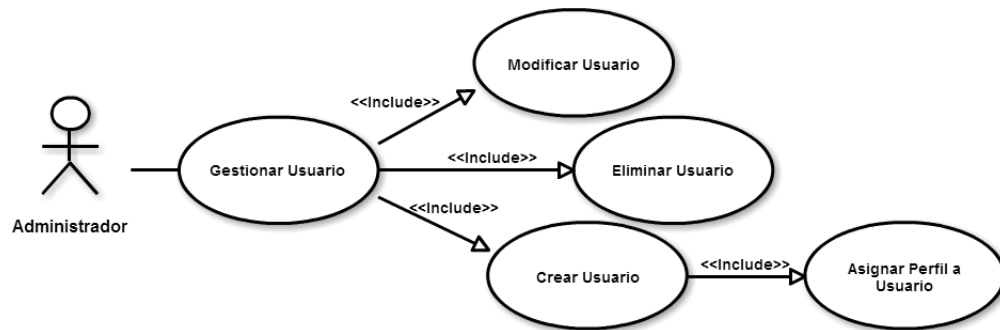 Modificar Usuario
<<Include>>
Gestionar Usuario
<<Include>>
Eliminar Usuario
Administrador
<<Include>>
Crear Usuario
<<Include>>
Asignar Perfil a
Usuario